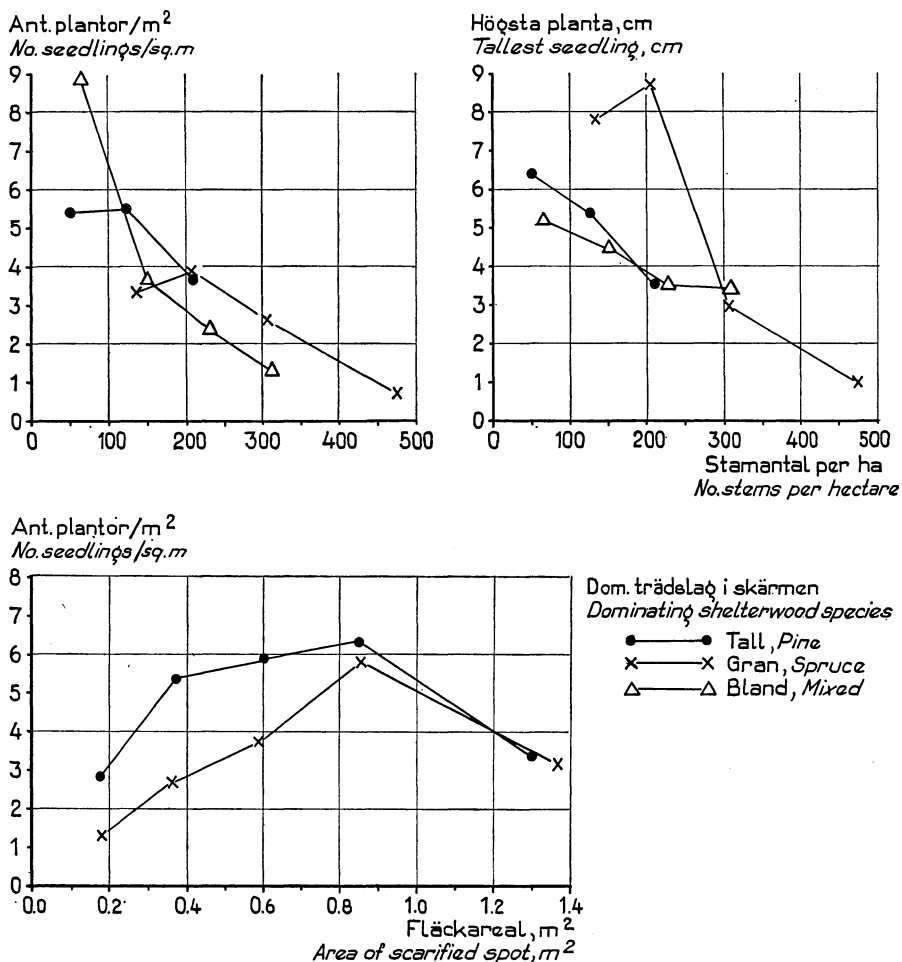 Ant. plantor/m²
No. seedlings/sq.m
9
8
7
6
5
4
3
2
1
0
0 100 200 300 400 500
Högsta planta, cm
Tallest seedling, cm
9
8
7
6
5
4
3
2
1
0
0 100 200 300 400 500
Stamantal per ha
No. stems per hectare
Ant. plantor/m²
No. seedlings/sq.m
8
7
6
5
4
3
2
1
0
0.0 0.2 0.4 0.6 0.8 1.0 1.2 1.4
Fläckareal, m²
Area of scarified spot, m²
Dom. trädslag i skärmen
Dominating shelterwood species
Tall, Pine
Gran, Spruce
Bland, Mixed